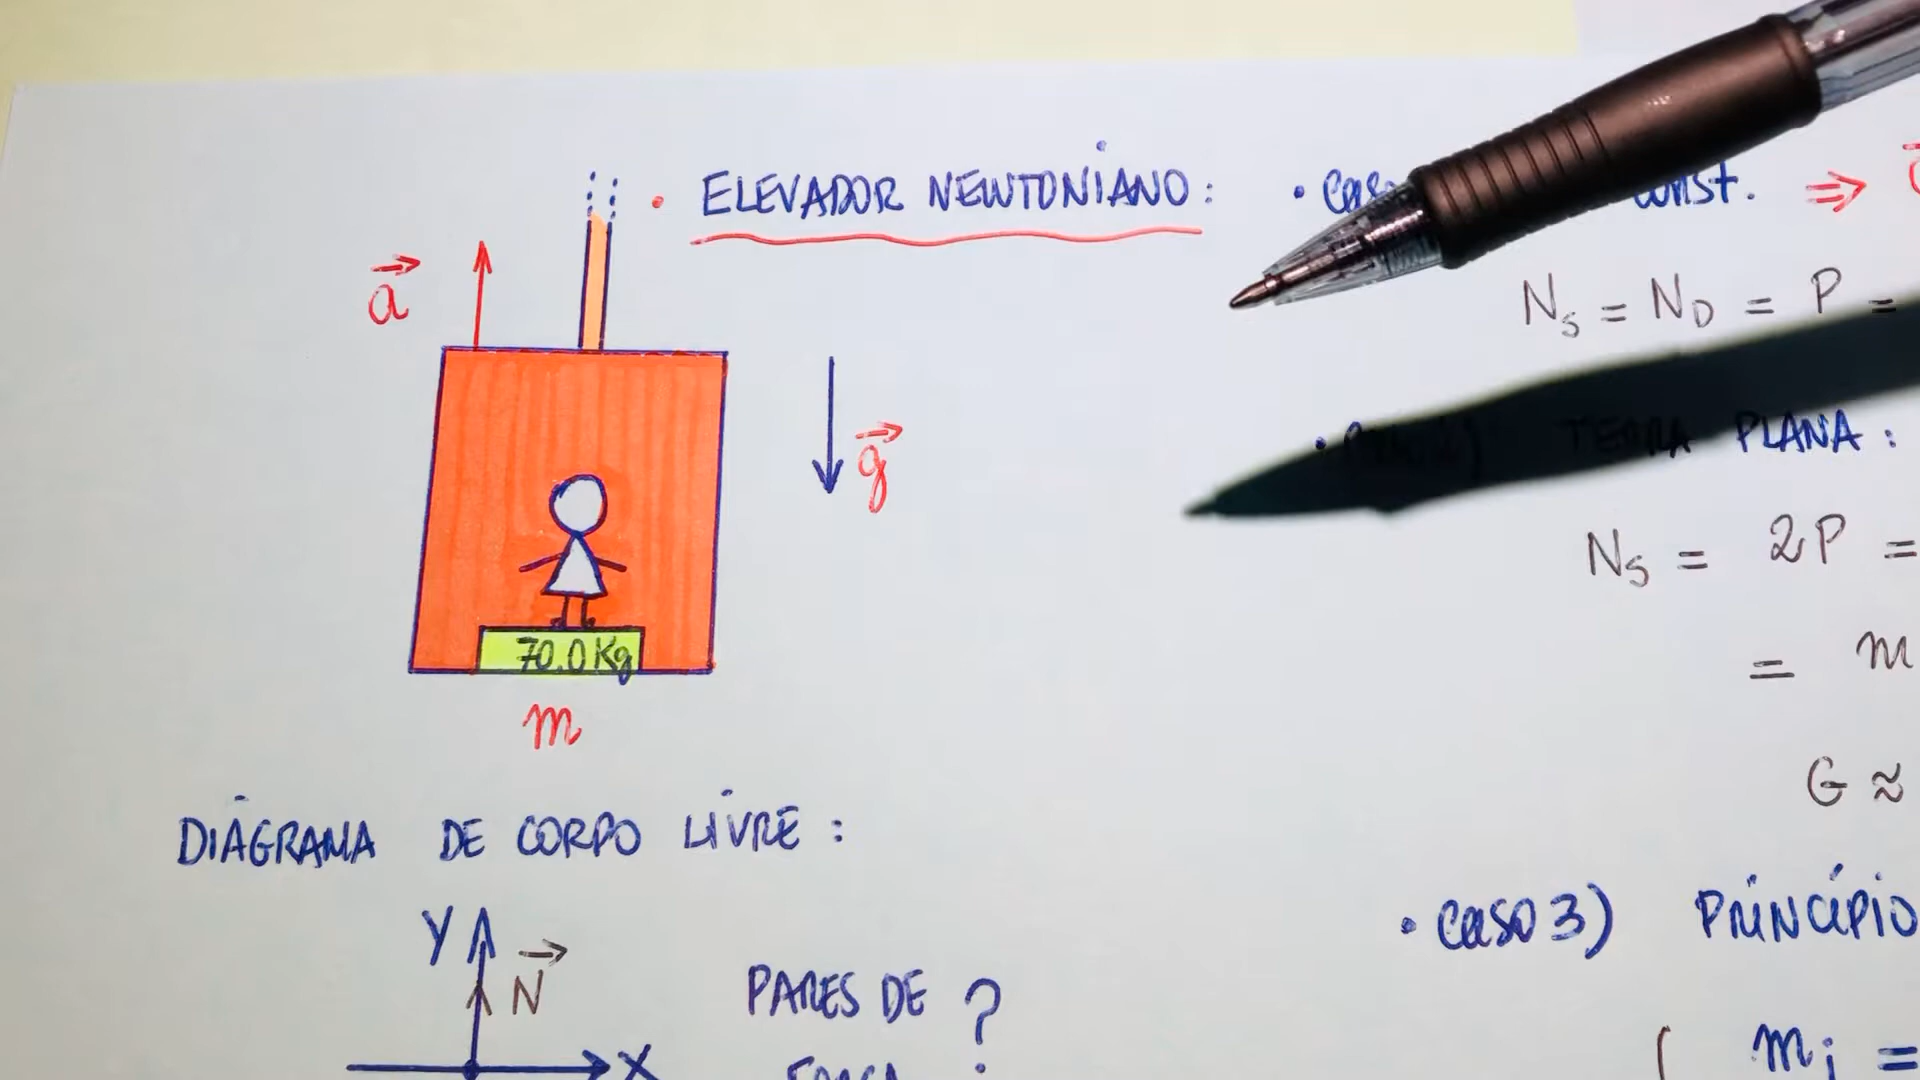 • ELEVADOR NEWTONIANO:
a
g
70.0 Kg
m
DIAGRAMA DE CORPO LIVRE:
Y
N
X
PARES DE ?
• const. ⇒
N_S = N_D = P =
• TERRA PLANA:
N_S = 2P =
= m
G ≈
• caso 3) PRINCÍPIO
m_i =